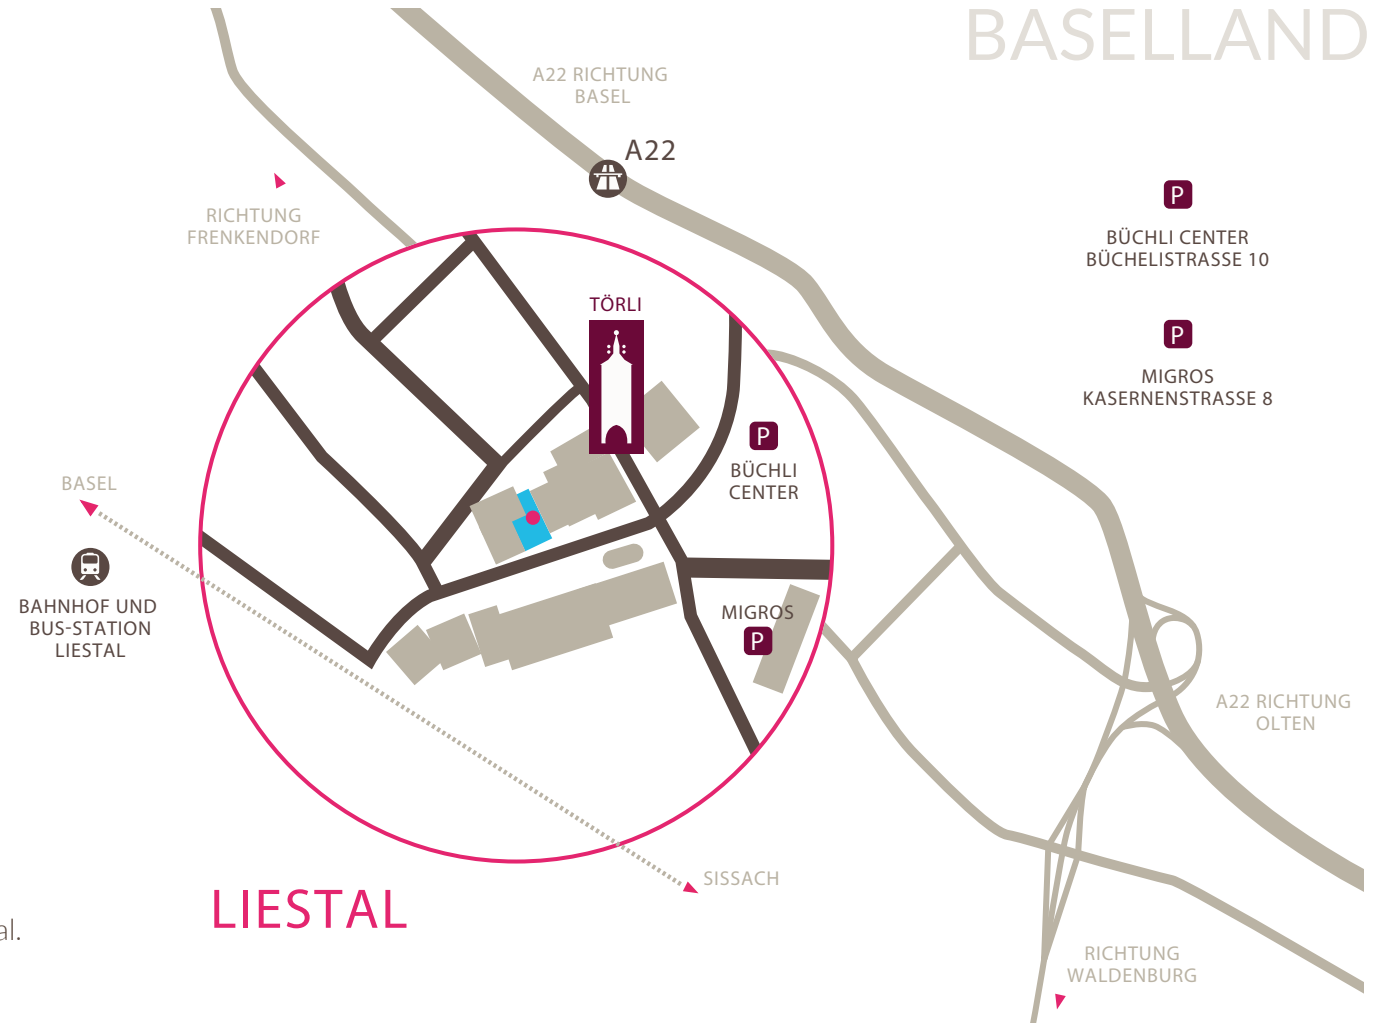 BASELLAND
A22 RICHTUNG
BASEL
A22
RICHTUNG
FRENKENDORF
P
BÜCHLI CENTER
BÜCHELISTRASSE 10
P
MIGROS
KASERNENSTRASSE 8
TÖRLI
P
BÜCHLI
CENTER
BASEL
BAHNHOF UND
BUS-STATION
LIESTAL
MIGROS
P
A22 RICHTUNG
OLTEN
SISSACH
LIESTAL
al.
RICHTUNG
WALDENBURG